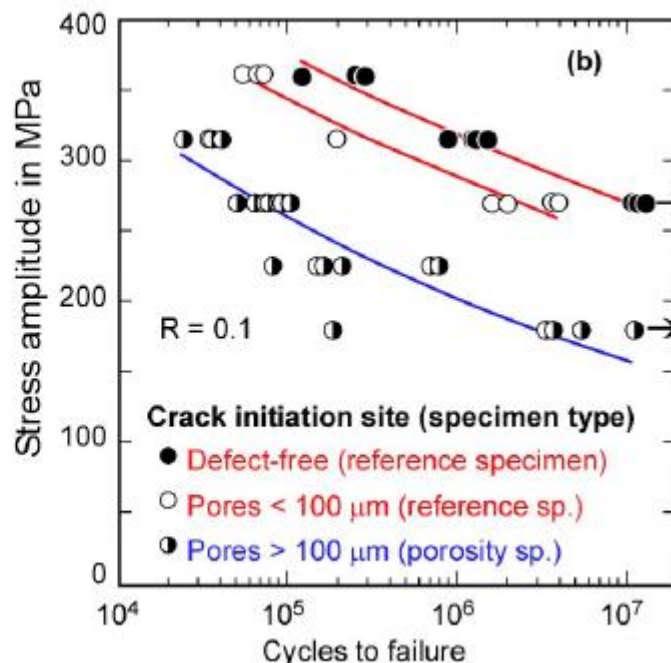 400
(b)
300
200
R = 0.1
100
0
Stress amplitude in MPa
Crack initiation site (specimen type)
Defect-free (reference specimen)
Pores < 100 μm (reference sp.)
Pores > 100 μm (porosity sp.)
10⁴
10⁵
10⁶
10⁷
Cycles to failure